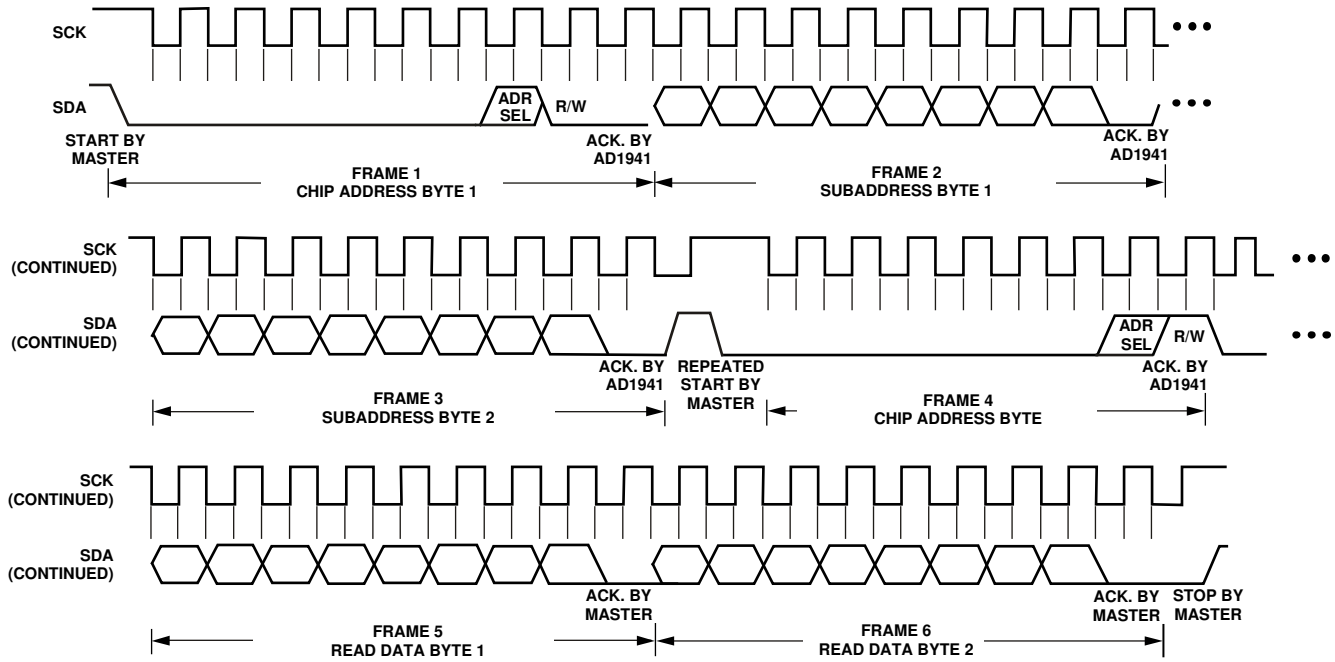 SCK
SDA
ADR
SEL
R/W
START BY
MASTER
ACK. BY
AD1941
ACK. BY
AD1941
FRAME 1
CHIP ADDRESS BYTE 1
FRAME 2
SUBADDRESS BYTE 1
SCK
(CONTINUED)
SDA
(CONTINUED)
ADR
SEL
R/W
ACK. BY
AD1941
REPEATED
START BY
MASTER
ACK. BY
AD1941
FRAME 3
SUBADDRESS BYTE 2
FRAME 4
CHIP ADDRESS BYTE
SCK
(CONTINUED)
SDA
(CONTINUED)
ACK. BY
MASTER
ACK. BY
MASTER
STOP BY
MASTER
FRAME 5
READ DATA BYTE 1
FRAME 6
READ DATA BYTE 2